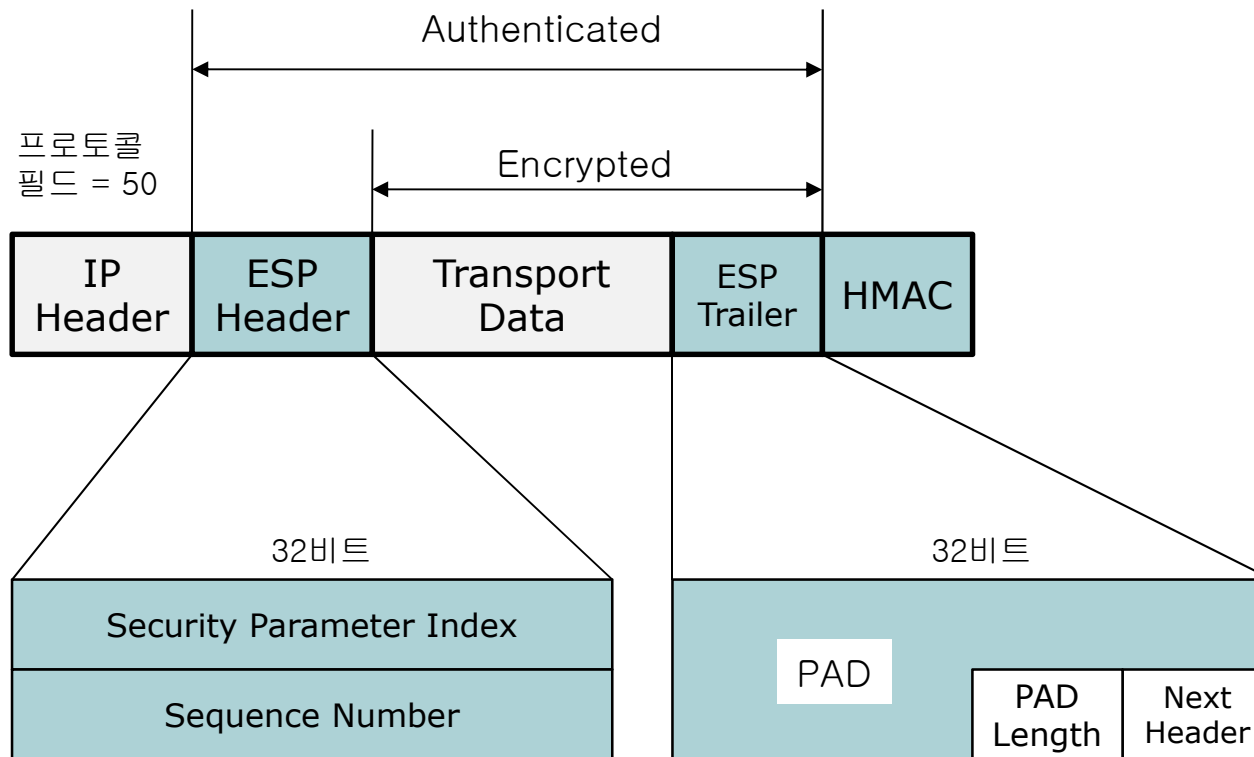 Authenticated
프로토콜
필드 = 50
Encrypted
IP
Header
ESP
Header
Transport
Data
ESP
Trailer
HMAC
32비트
32비트
Security Parameter Index
Sequence Number
PAD
PAD
Length
Next
Header